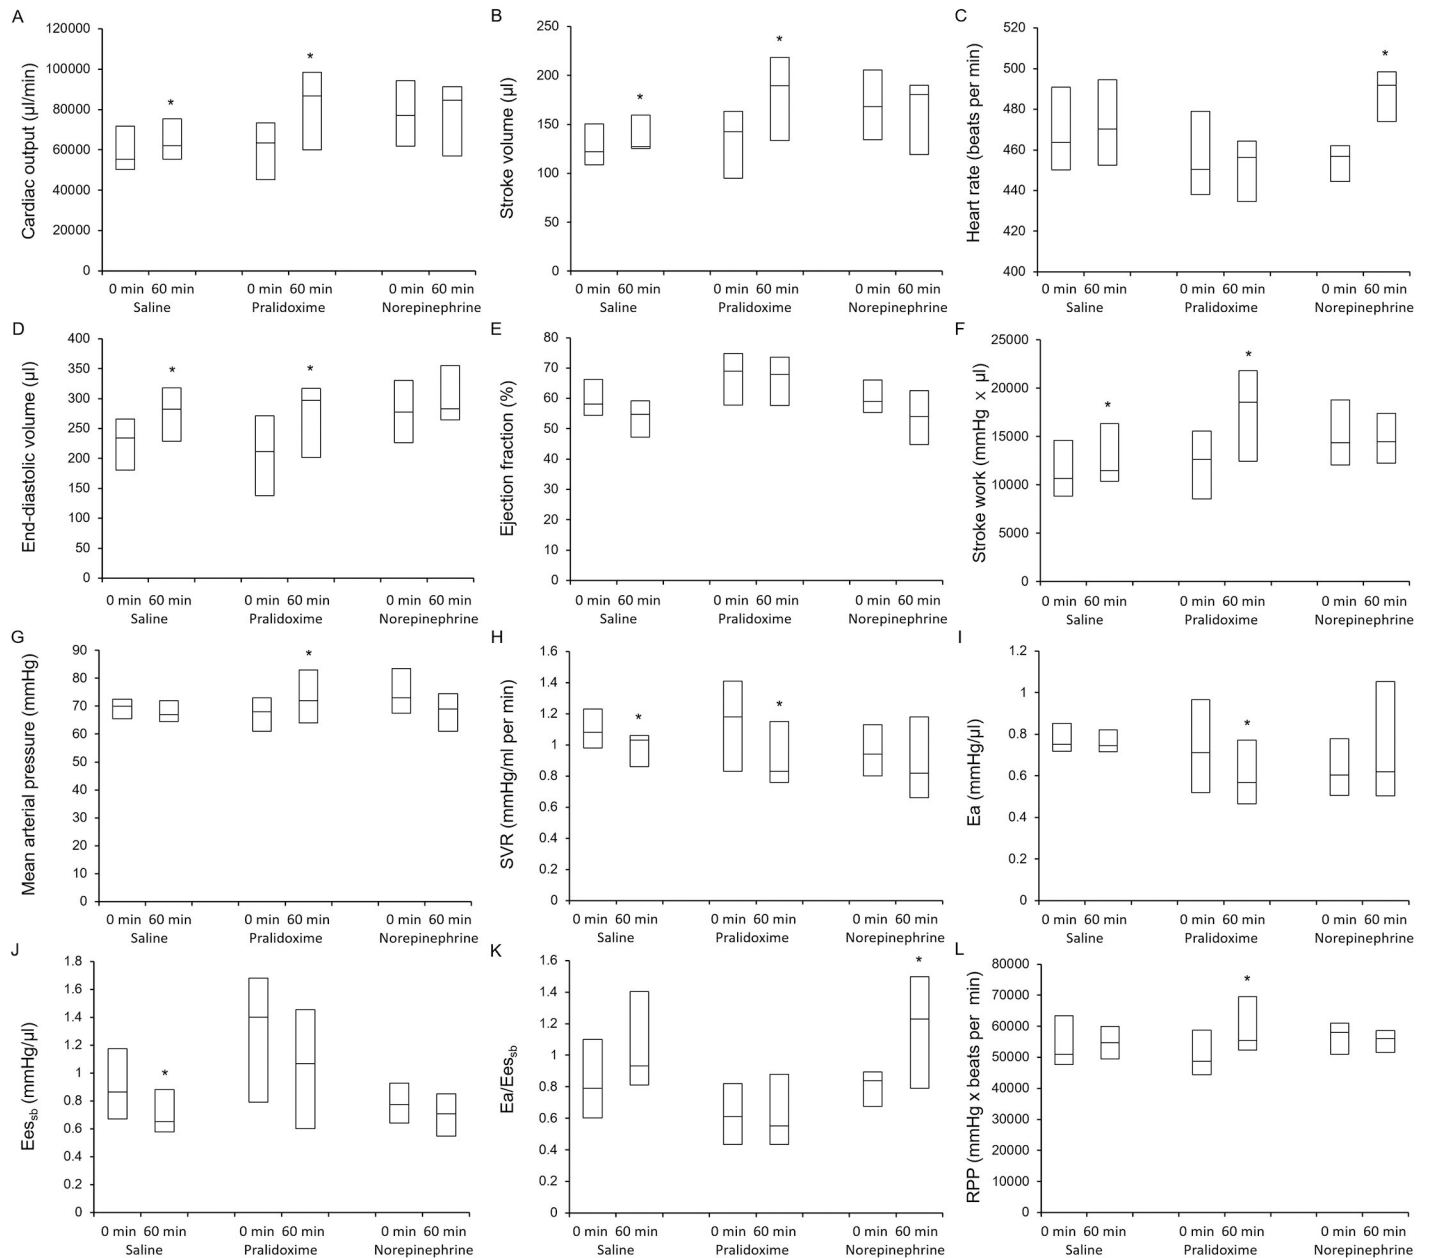 A
Cardiac output (µl/min)
120000
100000
80000
60000
40000
20000
0
*
*
0 min 60 min 0 min 60 min 0 min 60 min
Saline Pralidoxime Norepinephrine
B
Stroke volume (µl)
250
200
150
100
50
0
*
*
0 min 60 min 0 min 60 min 0 min 60 min
Saline Pralidoxime Norepinephrine
C
Heart rate (beats per min)
520
500
480
460
440
420
400
*
0 min 60 min 0 min 60 min 0 min 60 min
Saline Pralidoxime Norepinephrine
D
End-diastolic volume (µl)
400
350
300
250
200
150
100
50
0
*
*
0 min 60 min 0 min 60 min 0 min 60 min
Saline Pralidoxime Norepinephrine
E
Ejection fraction (%)
80
70
60
50
40
30
20
10
0
0 min 60 min 0 min 60 min 0 min 60 min
Saline Pralidoxime Norepinephrine
F
Stroke work (mmHg x µl)
25000
20000
15000
10000
5000
0
*
*
0 min 60 min 0 min 60 min 0 min 60 min
Saline Pralidoxime Norepinephrine
G
Mean arterial pressure (mmHg)
90
80
70
60
50
40
30
20
10
0
*
0 min 60 min 0 min 60 min 0 min 60 min
Saline Pralidoxime Norepinephrine
H
SVR (mmHg/ml per min)
1.6
1.4
1.2
1
0.8
0.6
0.4
0.2
0
*
*
0 min 60 min 0 min 60 min 0 min 60 min
Saline Pralidoxime Norepinephrine
I
Ea (mmHg/µl)
1.2
1
0.8
0.6
0.4
0.2
0
*
0 min 60 min 0 min 60 min 0 min 60 min
Saline Pralidoxime Norepinephrine
J
Eessb (mmHg/µl)
1.8
1.6
1.4
1.2
1
0.8
0.6
0.4
0.2
0
*
0 min 60 min 0 min 60 min 0 min 60 min
Saline Pralidoxime Norepinephrine
K
Ea/Eessb
1.6
1.4
1.2
1
0.8
0.6
0.4
0.2
0
*
0 min 60 min 0 min 60 min 0 min 60 min
Saline Pralidoxime Norepinephrine
L
RPP (mmHg x beats per min)
80000
70000
60000
50000
40000
30000
20000
10000
0
*
0 min 60 min 0 min 60 min 0 min 60 min
Saline Pralidoxime Norepinephrine